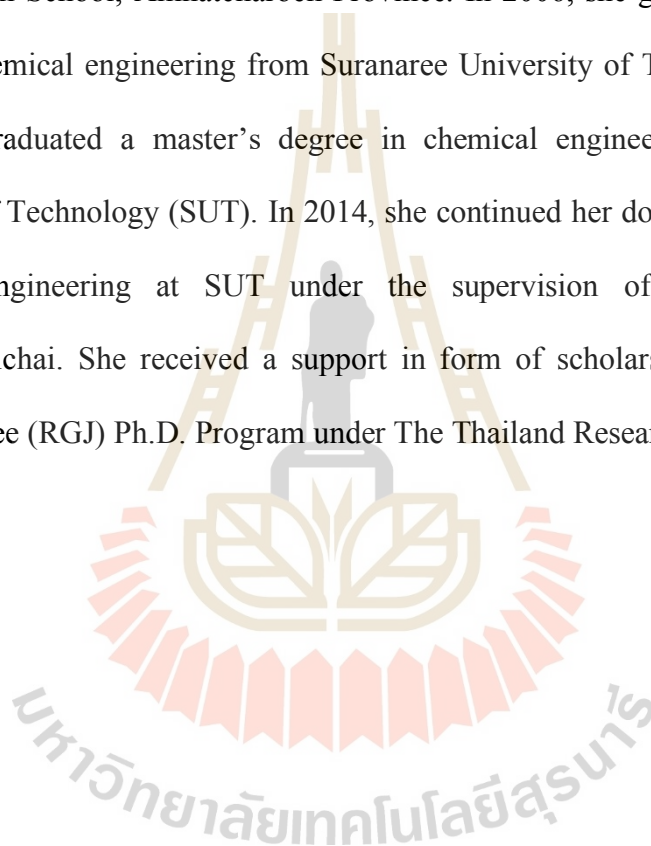 School, Amnatcharoen Province. In 2008, she g
emical engineering from Suranaree University of T
raduated a master's degree in chemical enginee
f Technology (SUT). In 2014, she continued her do
ngineering at SUT under the supervision of
chai. She received a support in form of scholars
ee (RGJ) Ph.D. Program under The Thailand Resear
มหาวิทยาลัยเทคโนโลยีสุรนารี